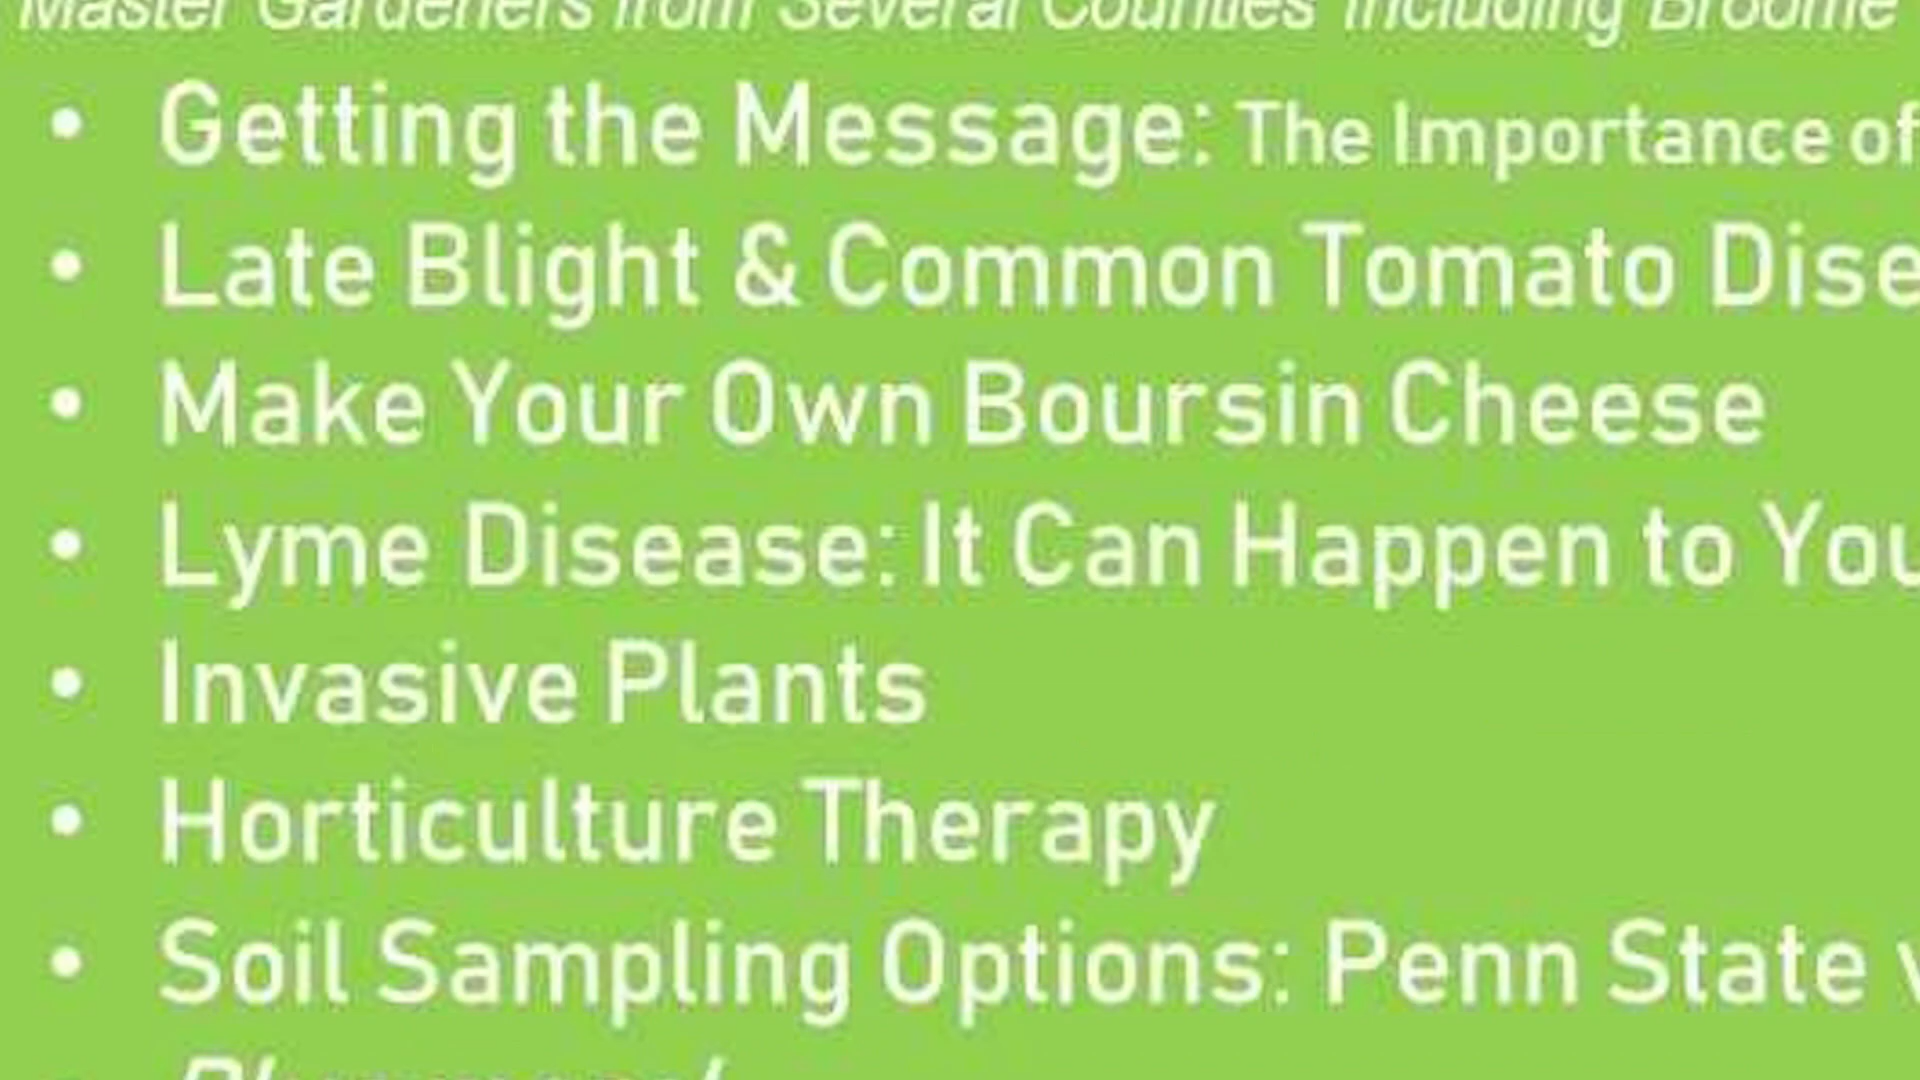 Master Gardeners from Several Counties including Broome
• Getting the Message: The Importance of
• Late Blight & Common Tomato Dise
• Make Your Own Boursin Cheese
• Lyme Disease: It Can Happen to You
• Invasive Plants
• Horticulture Therapy
• Soil Sampling Options: Penn State